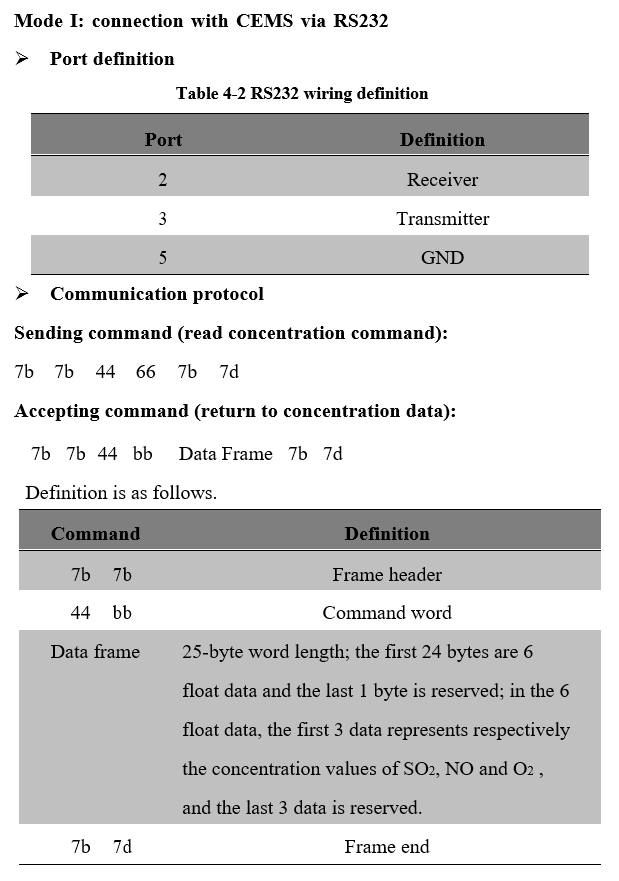 Mode I: connection with CEMS via RS232
➢ Port definition
Table 4-2 RS232 wiring definition
Port Definition
2 Receiver
3 Transmitter
5 GND
➢ Communication protocol
Sending command (read concentration command):
7b 7b 44 66 7b 7d
Accepting command (return to concentration data):
7b 7b 44 bb Data Frame 7b 7d
Definition is as follows.
Command Definition
7b 7b Frame header
44 bb Command word
Data frame 25-byte word length; the first 24 bytes are 6
float data and the last 1 byte is reserved; in the 6
float data, the first 3 data represents respectively
the concentration values of SO2, NO and O2 ,
and the last 3 data is reserved.
7b 7d Frame end